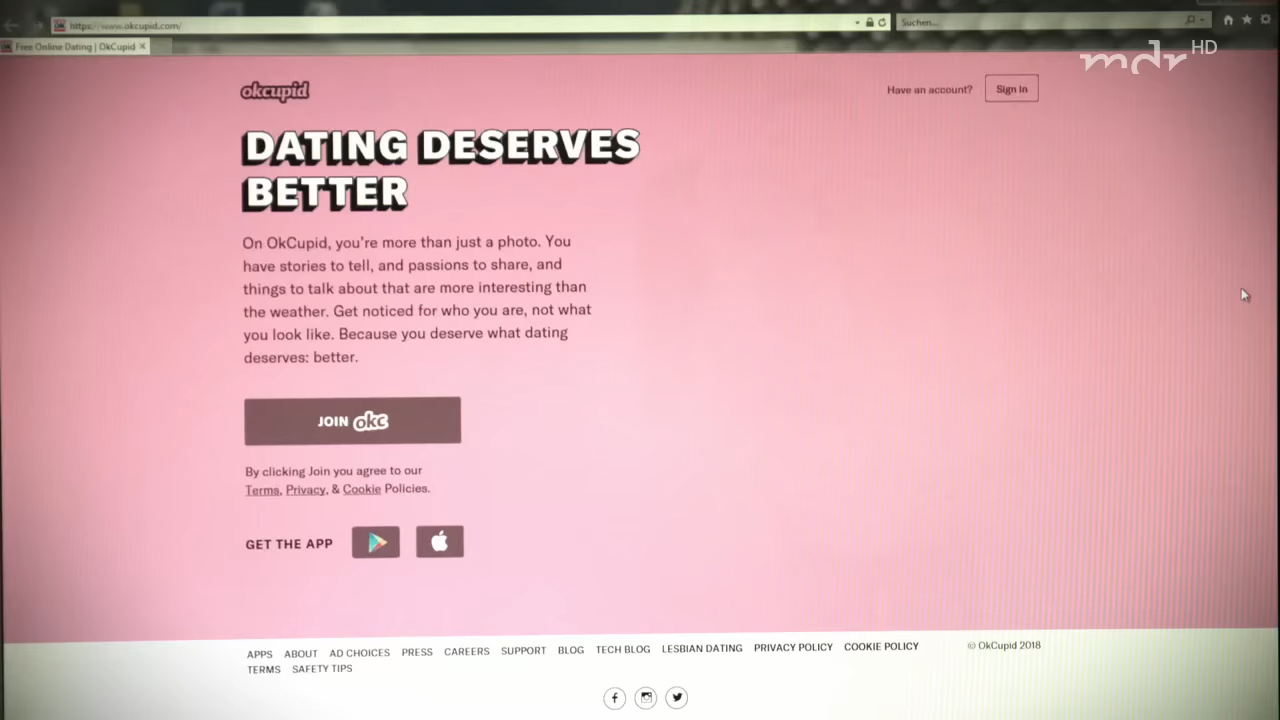 https://www.okcupid.com/
Suchen...
Free Online Dating | OkCupid
mdr HD
okcupid
Have an account?
Sign in
DATING DESERVES
BETTER
On OkCupid, you're more than just a photo. You
have stories to tell, and passions to share, and
things to talk about that are more interesting than
the weather. Get noticed for who you are, not what
you look like. Because you deserve what dating
deserves: better.
JOIN okc
By clicking Join you agree to our
Terms, Privacy, & Cookie Policies.
GET THE APP
APPS ABOUT AD CHOICES PRESS CAREERS SUPPORT BLOG TECH BLOG LESBIAN DATING PRIVACY POLICY COOKIE POLICY
© OkCupid 2018
TERMS SAFETY TIPS